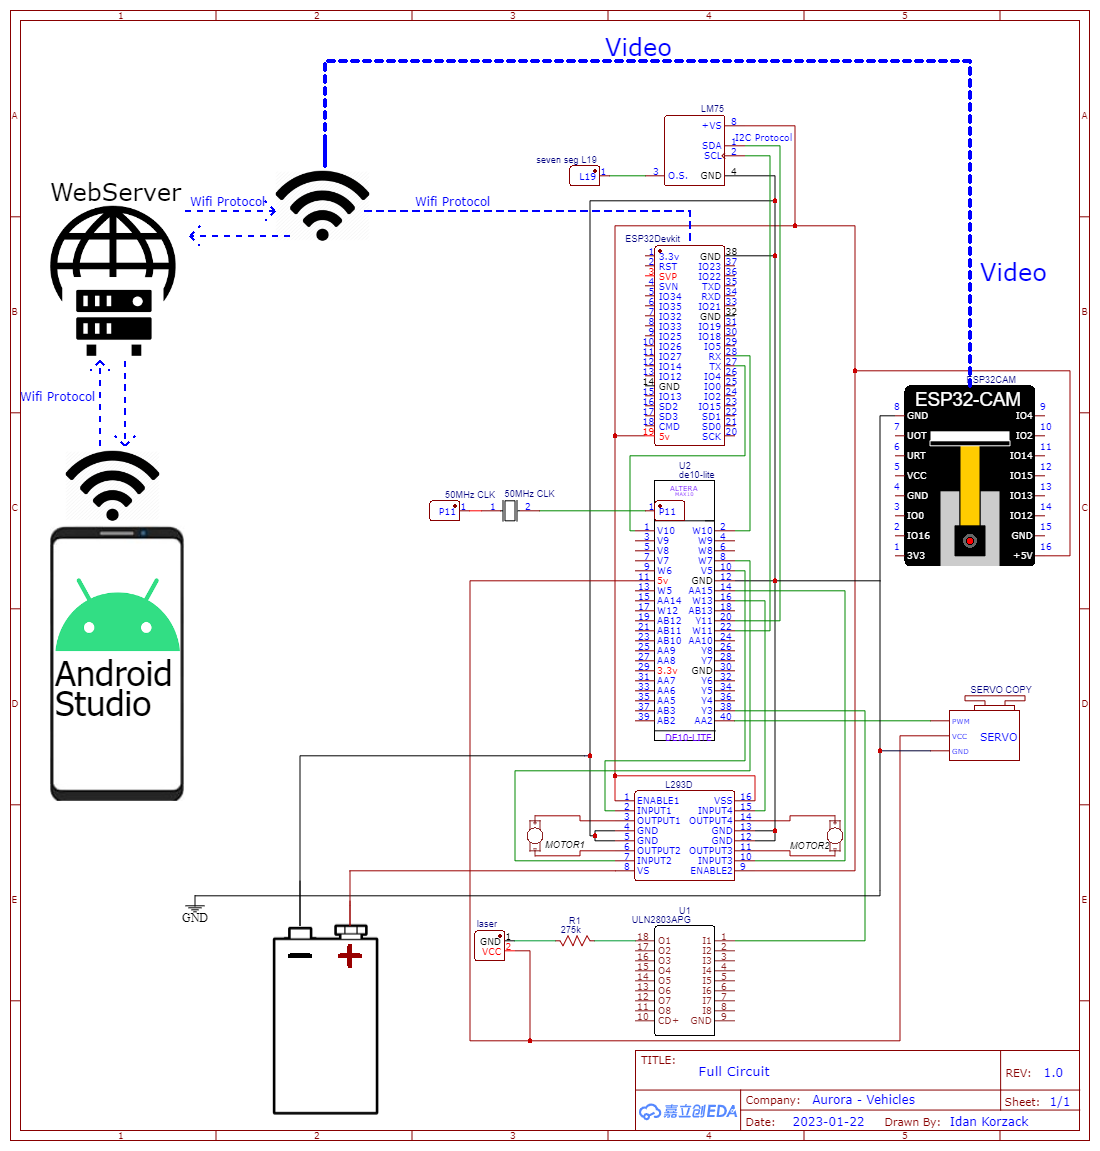 1 2 3 4 5
Video
LM75
+VS 8
I2C Protocol
SDA 1
SCL 2
seven seg L19
L19 1
3 O.S.
GND 4
A A
WebServer
Wifi Protocol
Wifi Protocol
ESP32Devkit
1 3.3v GND 38
2 RST IO23 37
3 SVP IO22 36
4 SVN TXD 35
5 IO34 RXD 34
6 IO35 IO21 33
7 IO32 GND 32
8 IO33 IO19 31
9 IO25 IO18 30
10 IO26 IO5 29
11 IO27 RX 28
12 IO14 TX 27
13 IO12 IO4 26
14 GND IO0 25
15 IO13 IO2 24
16 SD2 IO15 23
17 SD3 SD1 22
18 CMD SD0 21
19 5v SCK 20
Video
B B
Wifi Protocol
ESP32CAM
ESP32-CAM
8 GND IO4 9
7 UOT IO2 10
6 URT IO14 11
5 VCC IO15 12
4 GND IO13 13
3 IO0 IO12 14
2 IO16 GND 15
1 3V3 +5V 16
U2
de10-lite
ALTERA
MAX10
50MHz CLK 50MHz CLK
P11 1 1 2 1 P11
C C
1 V10 W10 2
3 V9 W9 4
5 V8 W8 6
7 V7 W7 8
9 W6 V5 10
11 5v GND 12
13 W5 AA15 14
15 AA14 W13 16
17 W12 AB13 18
19 AB12 Y11 20
21 AB11 W11 22
23 AB10 AA10 24
25 AA9 Y8 26
27 AA8 Y7 28
29 3.3v GND 30
31 AA7 Y6 32
33 AA6 Y5 34
35 AA5 Y4 36
37 AB3 Y3 38
39 AB2 AA2 40
DE10-LITE
Android
Studio
D D
SERVO COPY
PWM
VCC
GND
SERVO
L293D
1 ENABLE1 VSS 16
2 INPUT1 INPUT4 15
3 OUTPUT1 OUTPUT4 14
4 GND GND 13
5 GND GND 12
6 OUTPUT2 OUTPUT3 11
7 INPUT2 INPUT3 10
8 VS ENABLE2 9
MOTOR1
MOTOR2
E E
GND
laser
GND 1
VCC 2
R1
275k
U1
ULN2803APG
18 O1 I1 1
17 O2 I2 2
16 O3 I3 3
15 O4 I4 4
14 O5 I5 5
13 O6 I6 6
12 O7 I7 7
11 O8 I8 8
10 CD+ GND 9
TITLE:
Full Circuit
REV: 1.0
嘉立创EDA
Company: Aurora - Vehicles
Sheet: 1/1
Date: 2023-01-22 Drawn By: Idan Korzack
1 2 3 4 5